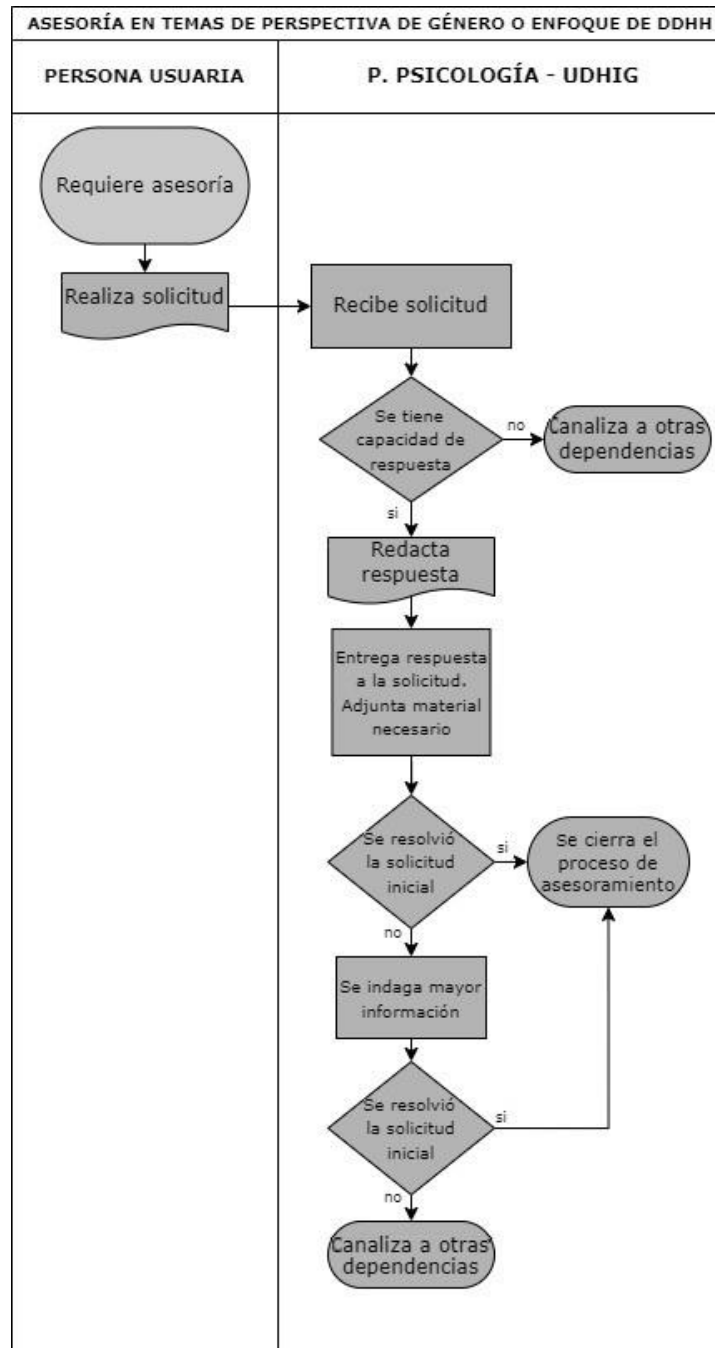 ASESORÍA EN TEMAS DE PERSPECTIVA DE GÉNERO O ENFOQUE DE DDHH
PERSONA USUARIA
P. PSICOLOGÍA - UDHIG
Requiere asesoría
Realiza solicitud
Recibe solicitud
Se tiene
capacidad de
respuesta
no
Canaliza a otras
dependencias
si
Redacta
respuesta
Entrega respuesta
a la solicitud.
Adjunta material
necesario
Se resolvió
la solicitud
inicial
si
Se cierra el
proceso de
asesoramiento
no
Se indaga mayor
información
Se resolvió
la solicitud
inicial
si
no
Canaliza a otras
dependencias